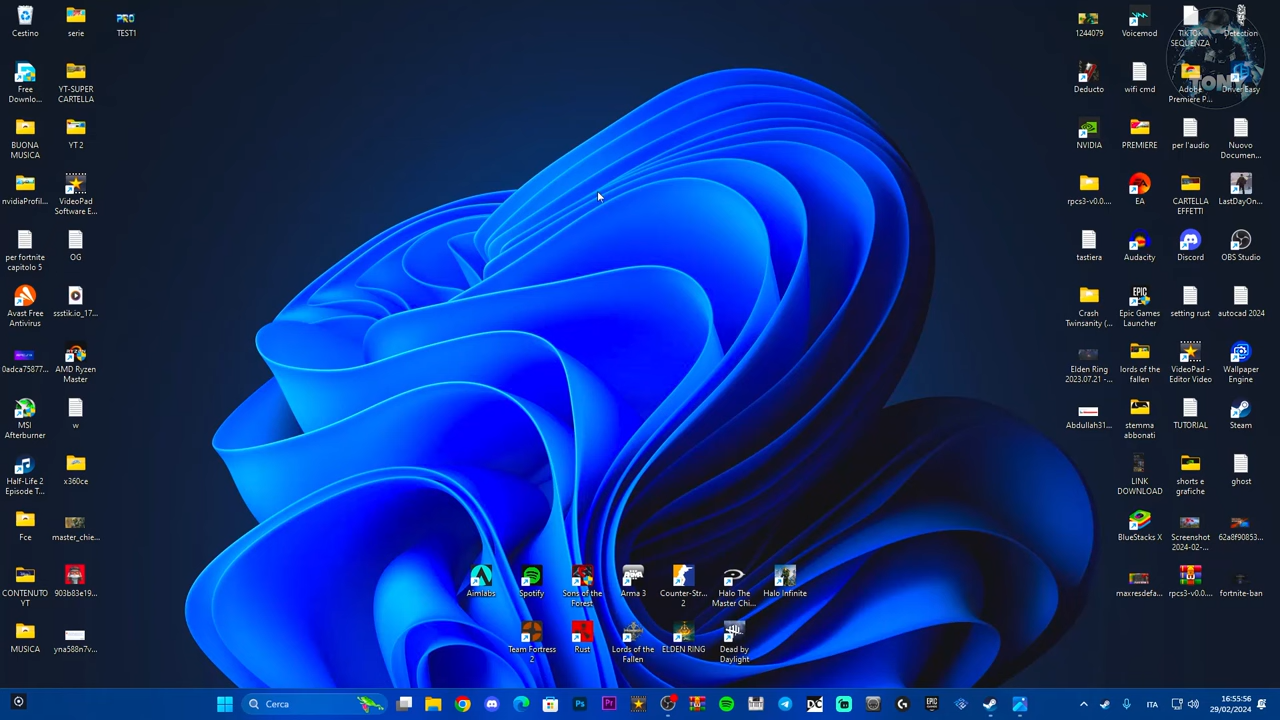 Cestino
serie
TEST1
Free Downlo...
YT-SUPER CARTELLA
BUONA MUSICA
YT 2
nvidiaProfil...
VideoPad Software E...
per fortnite capitolo 5
OG
Avast Free Antivirus
ssstik.io_17...
0adca75877...
AMD Ryzen Master
MSI Afterburner
w
Half-Life 2 Episode T...
x360ce
Fce
master_chie...
CONTENUTO YT
903b83e19...
MUSICA
yna588n7v...
Aimlabs
Spotify
Sons of the Forest
Arma 3
Counter-Str... 2
Halo The Master Chi...
Halo Infinite
Team Fortress 2
Rust
Lords of the Fallen
ELDEN RING
Dead by Daylight
1244079
Voicemod
TIKTOK SEQUENZA
Detection
Deducto
wifi cmd
Adobe Premiere P...
Driver Easy
TONY
NVIDIA
PREMIERE
per l'audio
Nuovo Documen...
rpcs3-v0.0...
EA
CARTELLA EFFETTI
LastDayOn...
tastiera
Audacity
Discord
OBS Studio
Crash Twinsanity (...
Epic Games Launcher
setting rust
autocad 2024
Elden Ring 2023.07.21 -...
lords of the fallen
VideoPad - Editor Video
Wallpaper Engine
Abdullah31...
stemma abbonati
TUTORIAL
Steam
LINK DOWNLOAD
shorts e grafiche
ghost
BlueStacks X
Screenshot 2024-02-...
62a8f90853...
maxresdefa...
rpcs3-v0.0...
fortnite-ban
Cerca
ITA
16:55:56
29/02/2024